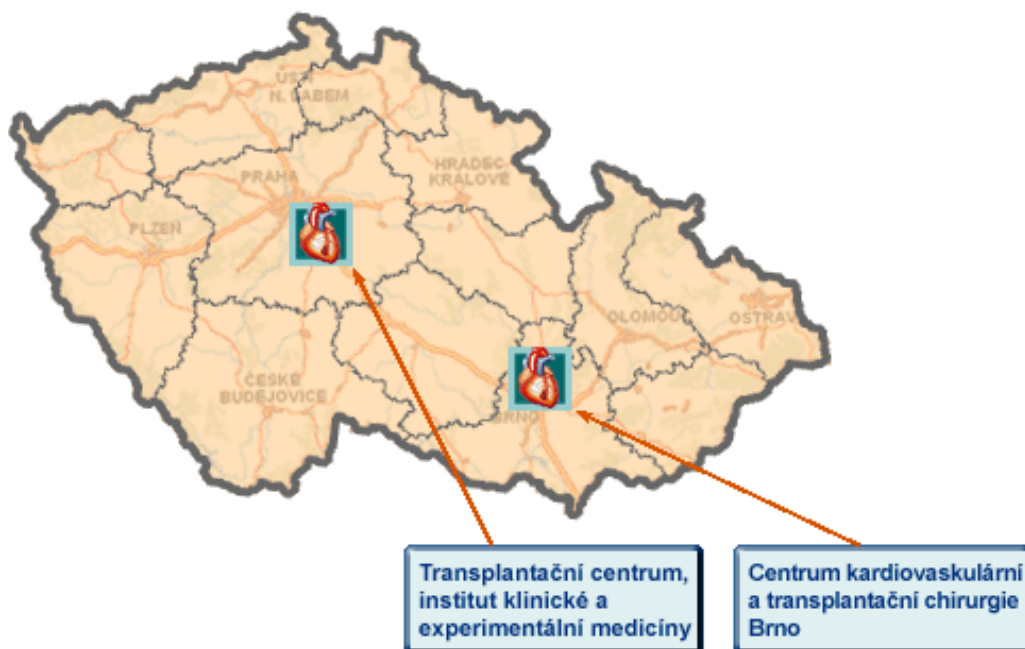 ÚSTÍ
N. LABEM
HRADEC
KRÁLOVÉ
PRAHA
PLZEŇ
OLOMOUC
OSTRAV
ČESKÉ
BUDĚJOVICE
BRNO
Transplantační centrum,
institut klinické a
experimentální medicíny
Centrum kardiovaskulární
a transplantační chirurgie
Brno